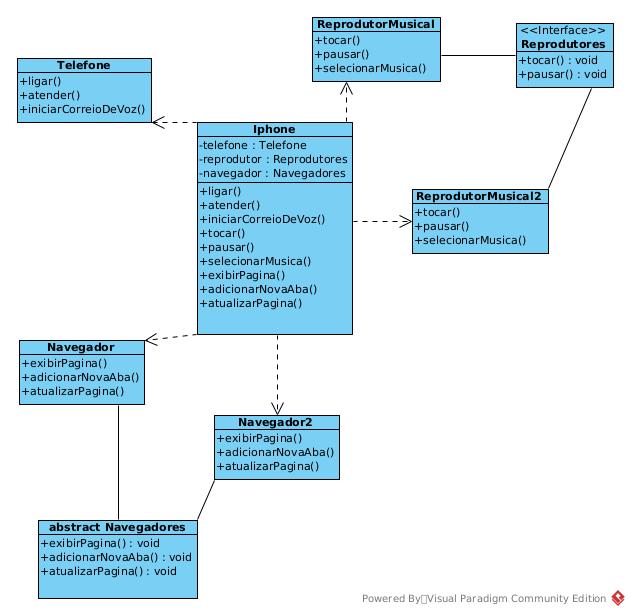 Telefone
+ligar()
+atender()
+iniciarCorreioDeVoz()
ReprodutorMusical
+tocar()
+pausar()
+selecionarMusica()
<<Interface>>
Reprodutores
+tocar() : void
+pausar() : void
Iphone
-telefone : Telefone
-reprodutor : Reprodutores
-navegador : Navegadores
+ligar()
+atender()
+iniciarCorreioDeVoz()
+tocar()
+pausar()
+selecionarMusica()
+exibirPagina()
+adicionarNovaAba()
+atualizarPagina()
ReprodutorMusical2
+tocar()
+pausar()
+selecionarMusica()
Navegador
+exibirPagina()
+adicionarNovaAba()
+atualizarPagina()
Navegador2
+exibirPagina()
+adicionarNovaAba()
+atualizarPagina()
abstract Navegadores
+exibirPagina() : void
+adicionarNovaAba() : void
+atualizarPagina() : void
Powered By Visual Paradigm Community Edition